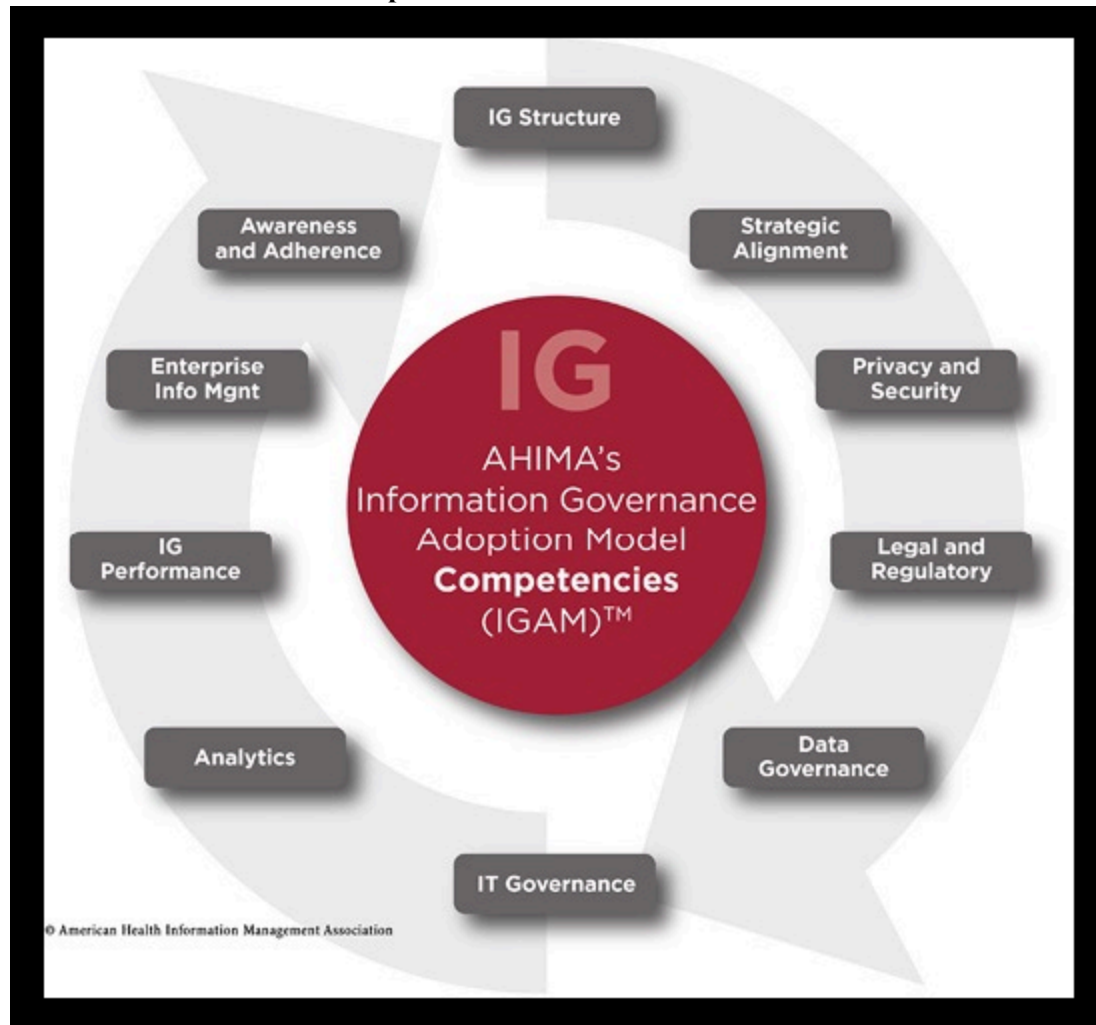 IG Structure
Strategic
Alignment
Privacy and
Security
Legal and
Regulatory
Data
Governance
IT Governance
Analytics
IG
Performance
Enterprise
Info Mgnt
Awareness
and Adherence
IG
AHIMA's
Information Governance
Adoption Model
Competencies
(IGAM)™
© American Health Information Management Association